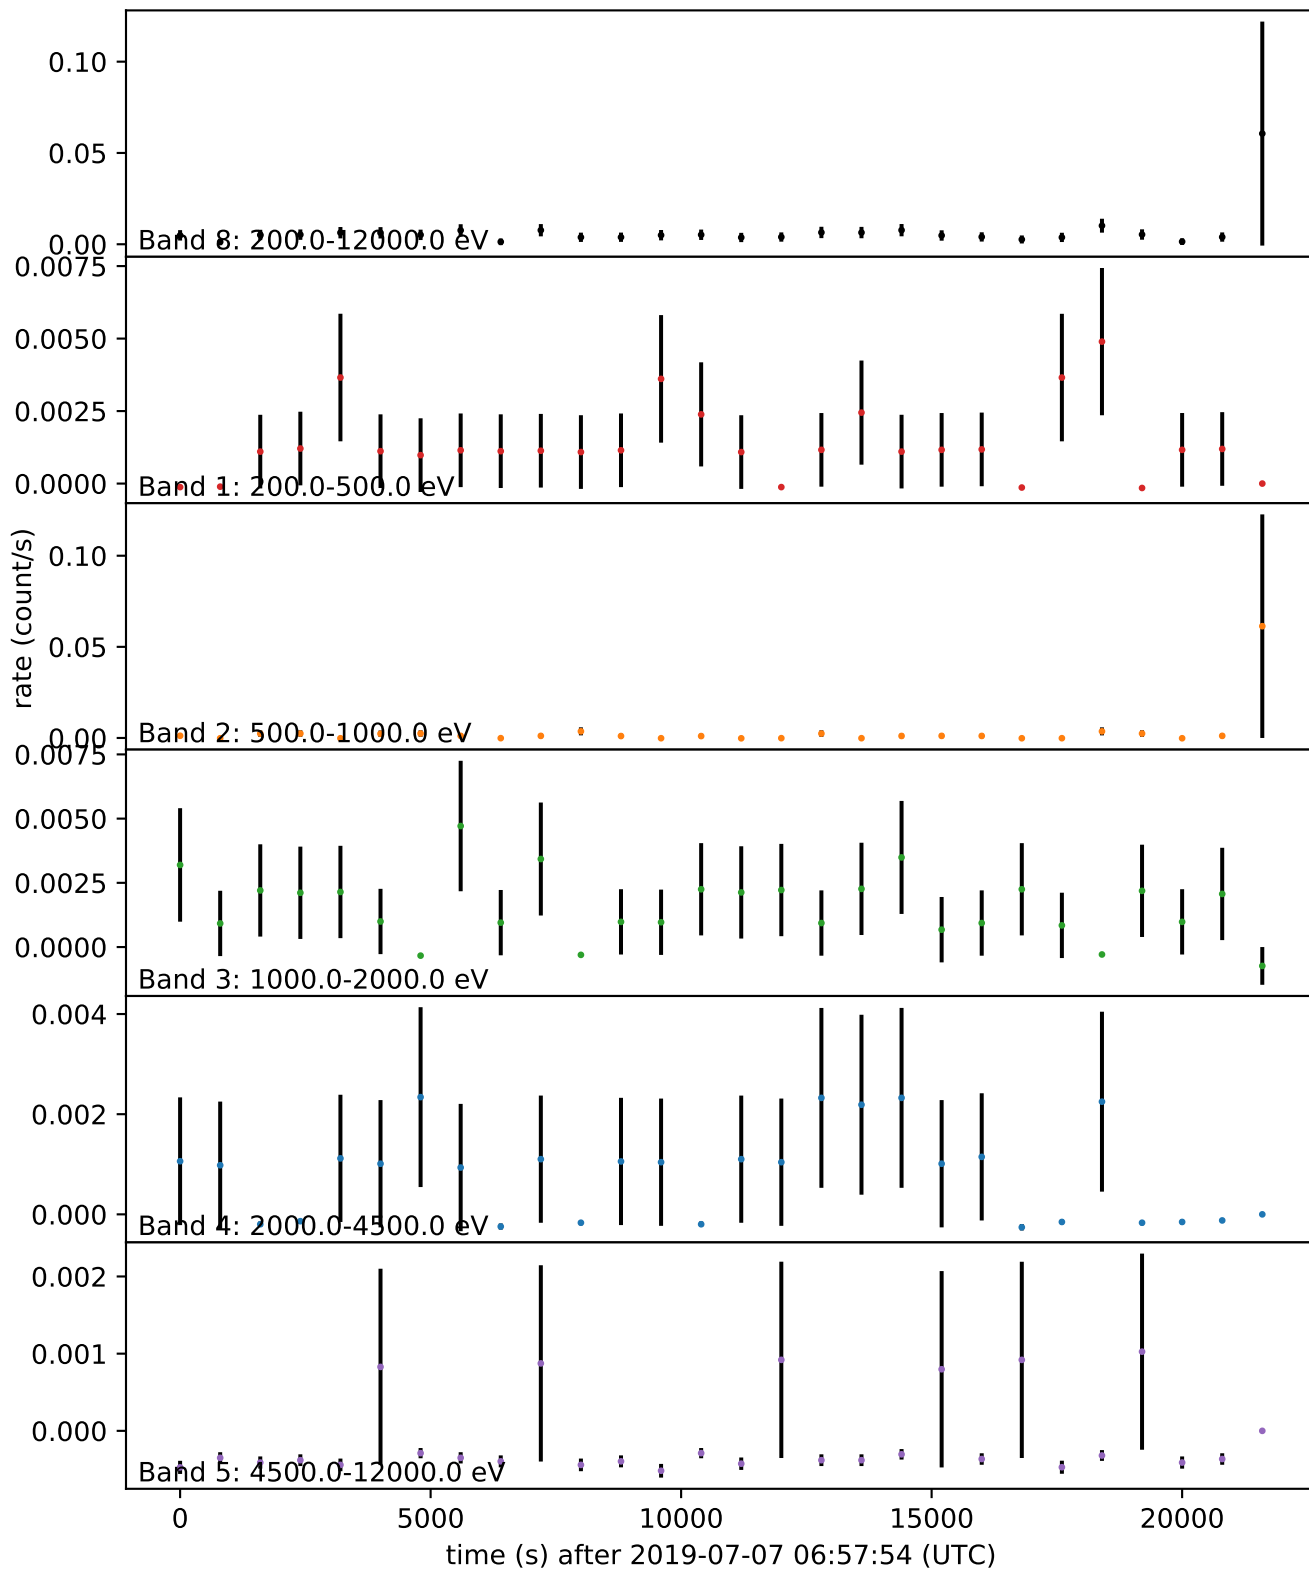 0.10
0.05
0.00
Band 8: 200.0-12000.0 eV
0.0075
0.0050
0.0025
0.0000
Band 1: 200.0-500.0 eV
rate (count/s)
0.10
0.05
0.00
Band 2: 500.0-1000.0 eV
0.0075
0.0050
0.0025
0.0000
Band 3: 1000.0-2000.0 eV
0.004
0.002
0.000
Band 4: 2000.0-4500.0 eV
0.002
0.001
0.000
Band 5: 4500.0-12000.0 eV
0 5000 10000 15000 20000
time (s) after 2019-07-07 06:57:54 (UTC)